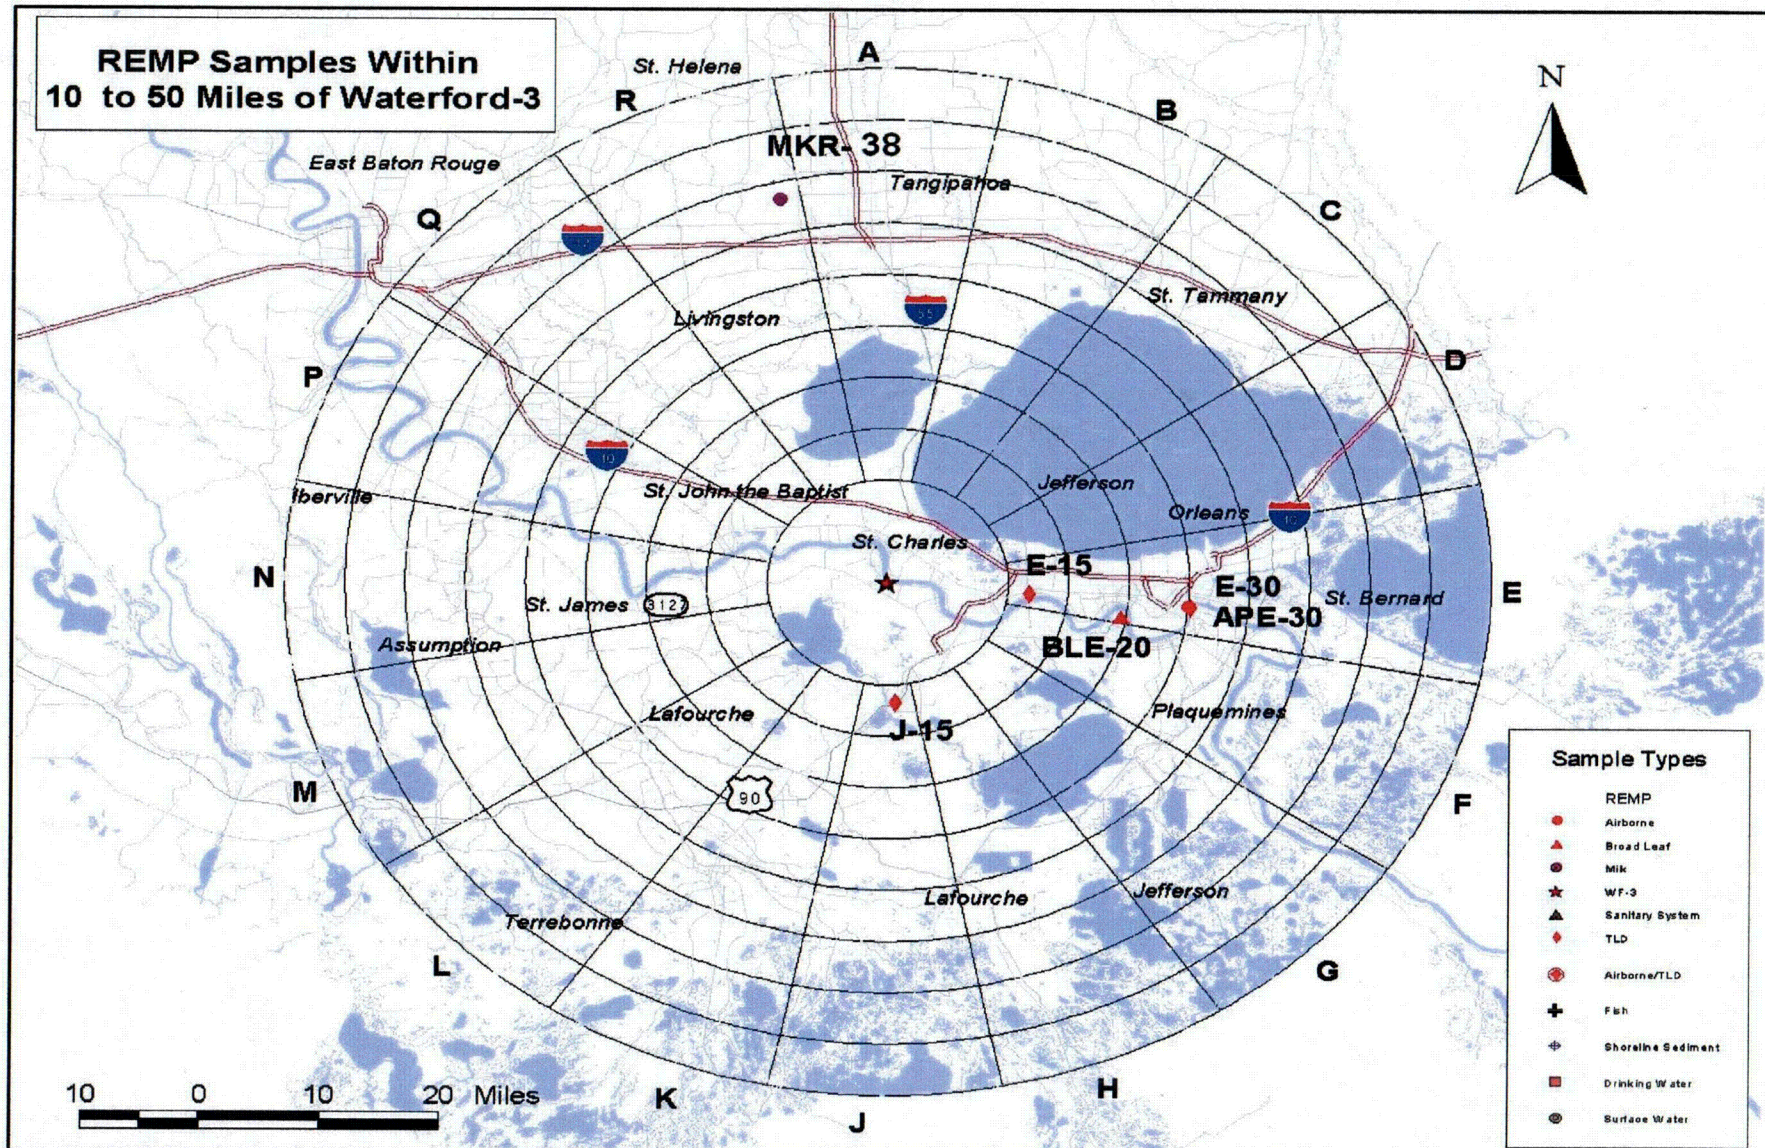 REMP Samples Within
10 to 50 Miles of Waterford-3
St. Helena
A
R
B
N
MKR- 38
East Baton Rouge
Tangipahoa
Q
C
St. Tammany
55
Livingston
D
P
10
Iberville
St. John the Baptist
Jefferson
Orleans
10
St. Charles
E-15
N
St. James
3127
E-30
St. Bernard
E
APE-30
Assumption
BLE-20
Lafourche
Plaquemines
J-15
M
90
F
Lafourche
Jefferson
Terrebonne
L
G
K
H
J
10 0 10 20 Miles
Sample Types
REMP
Airborne
Broad Leaf
Milk
WF-3
Sanitary System
TLD
Airborne/TLD
Fish
Shoreline Sediment
Drinking Water
Surface Water